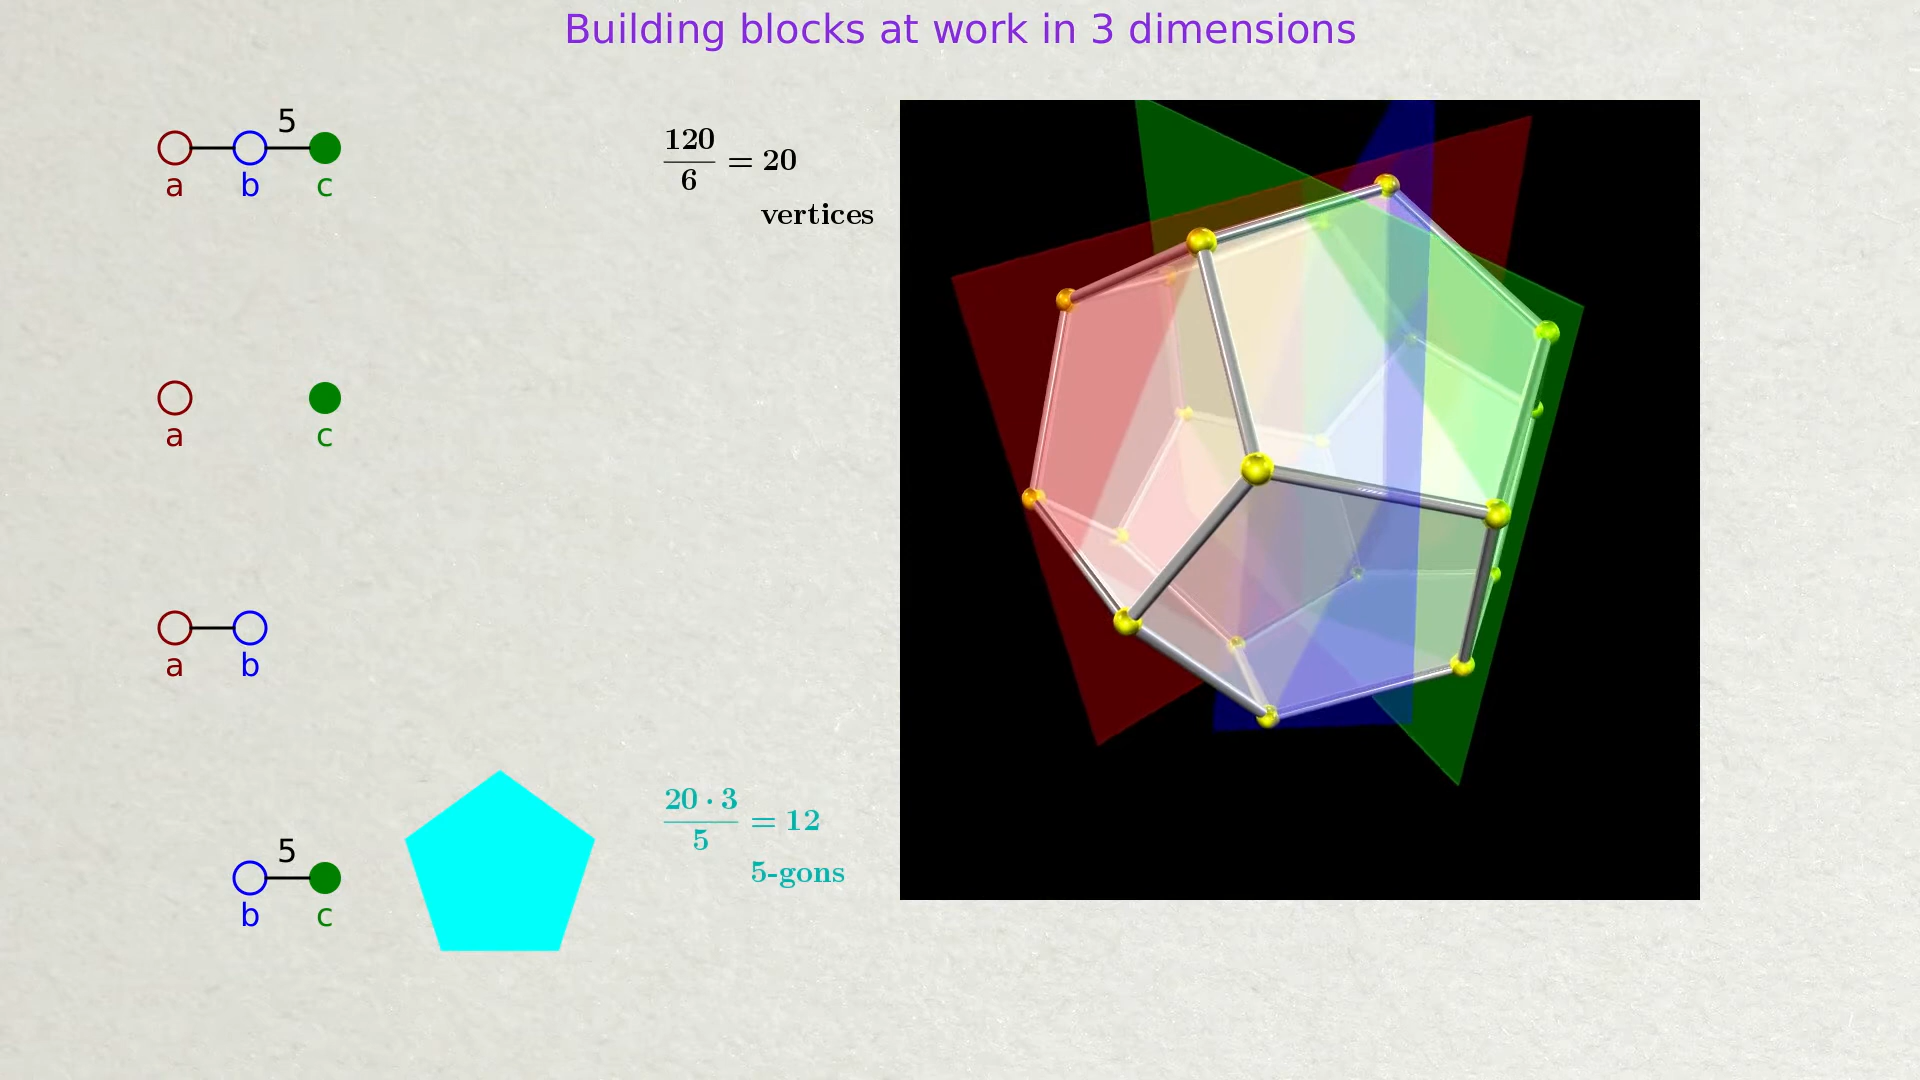 Building blocks at work in 3 dimensions
5
a b c
120/6 = 20
vertices
a c
a b
5
b c
20 · 3/5 = 12
5-gons